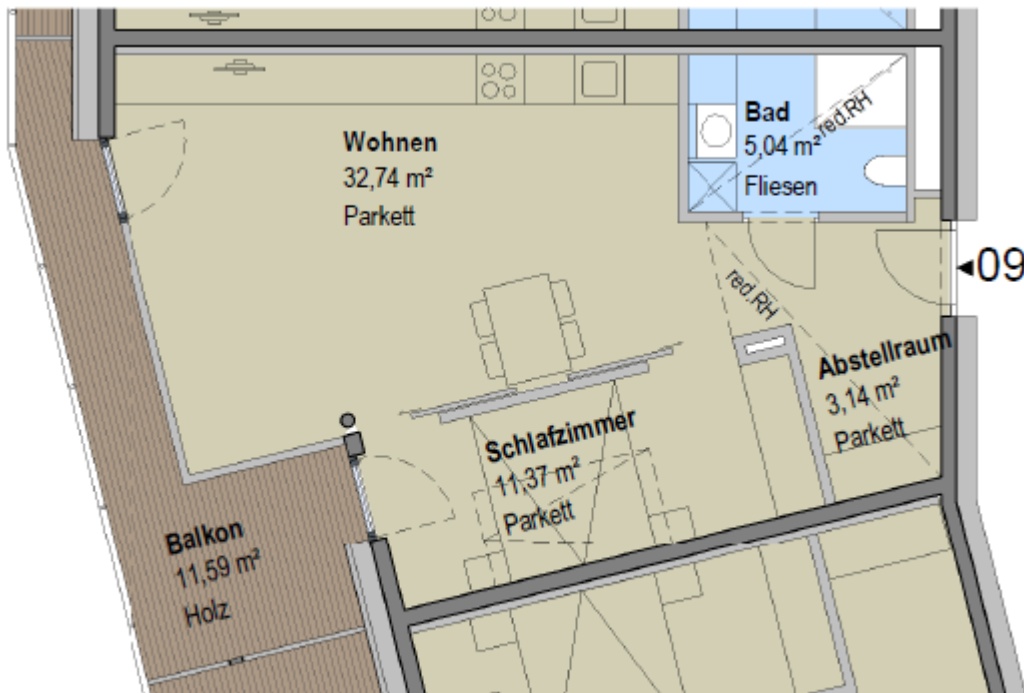 Wohnen
32,74 m²
Parkett
Bad
5,04 m²
Fliesen
red.RH
09
red.RH
Abstellraum
3,14 m²
Parkett
Schlafzimmer
11,37 m²
Parkett
Balkon
11,59 m²
Holz